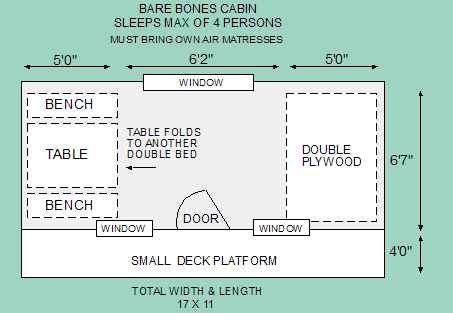 BARE BONES CABIN
SLEEPS MAX OF 4 PERSONS
MUST BRING OWN AIR MATRESSES
5'0"
6'2"
5'0"
WINDOW
BENCH
TABLE
BENCH
TABLE FOLDS
TO ANOTHER
DOUBLE BED
DOUBLE
PLYWOOD
6'7"
DOOR
WINDOW
WINDOW
4'0"
SMALL DECK PLATFORM
TOTAL WIDTH & LENGTH
17 X 11